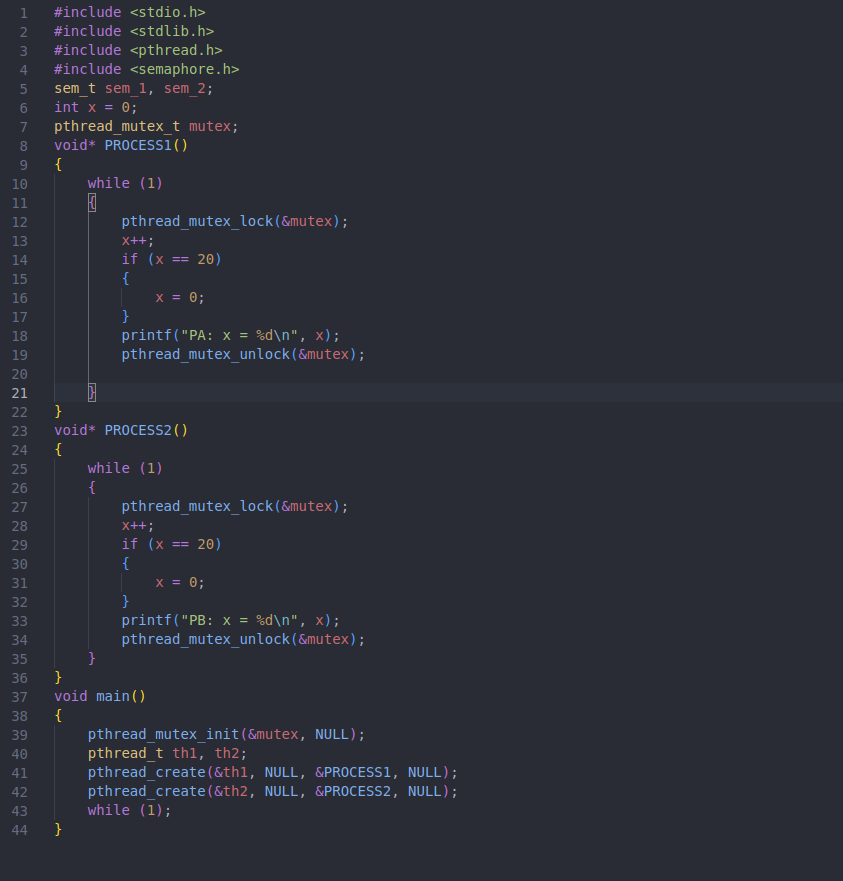 1 #include <stdio.h>
2 #include <stdlib.h>
3 #include <pthread.h>
4 #include <semaphore.h>
5 sem_t sem_1, sem_2;
6 int x = 0;
7 pthread_mutex_t mutex;
8 void* PROCESS1()
9 {
10     while (1)
11     {
12         pthread_mutex_lock(&mutex);
13         x++;
14         if (x == 20)
15         {
16             x = 0;
17         }
18         printf("PA: x = %d\n", x);
19         pthread_mutex_unlock(&mutex);
20
21     }
22 }
23 void* PROCESS2()
24 {
25     while (1)
26     {
27         pthread_mutex_lock(&mutex);
28         x++;
29         if (x == 20)
30         {
31             x = 0;
32         }
33         printf("PB: x = %d\n", x);
34         pthread_mutex_unlock(&mutex);
35     }
36 }
37 void main()
38 {
39     pthread_mutex_init(&mutex, NULL);
40     pthread_t th1, th2;
41     pthread_create(&th1, NULL, &PROCESS1, NULL);
42     pthread_create(&th2, NULL, &PROCESS2, NULL);
43     while (1);
44 }